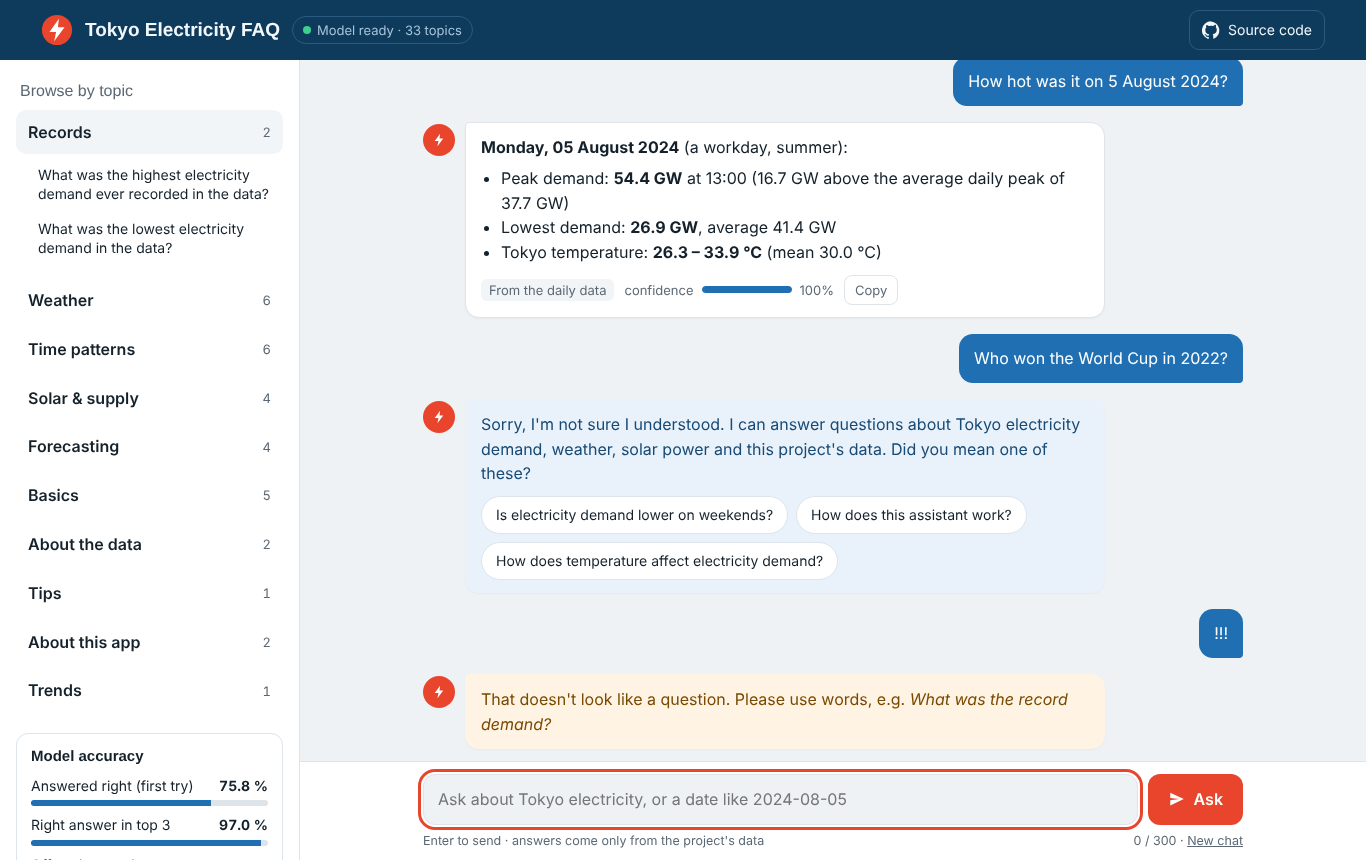 Tokyo Electricity FAQ
Model ready · 33 topics
Source code
Browse by topic
Records 2
What was the highest electricity
demand ever recorded in the data?
What was the lowest electricity
demand in the data?
Weather 6
Time patterns 6
Solar & supply 4
Forecasting 4
Basics 5
About the data 2
Tips 1
About this app 2
Trends 1
Model accuracy
Answered right (first try) 75.8 %
Right answer in top 3 97.0 %
How hot was it on 5 August 2024?
Monday, 05 August 2024 (a workday, summer):
• Peak demand: 54.4 GW at 13:00 (16.7 GW above the average daily peak of
37.7 GW)
• Lowest demand: 26.9 GW, average 41.4 GW
• Tokyo temperature: 26.3 – 33.9 °C (mean 30.0 °C)
From the daily data confidence 100% Copy
Who won the World Cup in 2022?
Sorry, I'm not sure I understood. I can answer questions about Tokyo electricity
demand, weather, solar power and this project's data. Did you mean one of
these?
Is electricity demand lower on weekends? How does this assistant work?
How does temperature affect electricity demand?
!!!
That doesn't look like a question. Please use words, e.g. What was the record
demand?
Ask about Tokyo electricity, or a date like 2024-08-05
Ask
Enter to send · answers come only from the project's data
0 / 300 · New chat